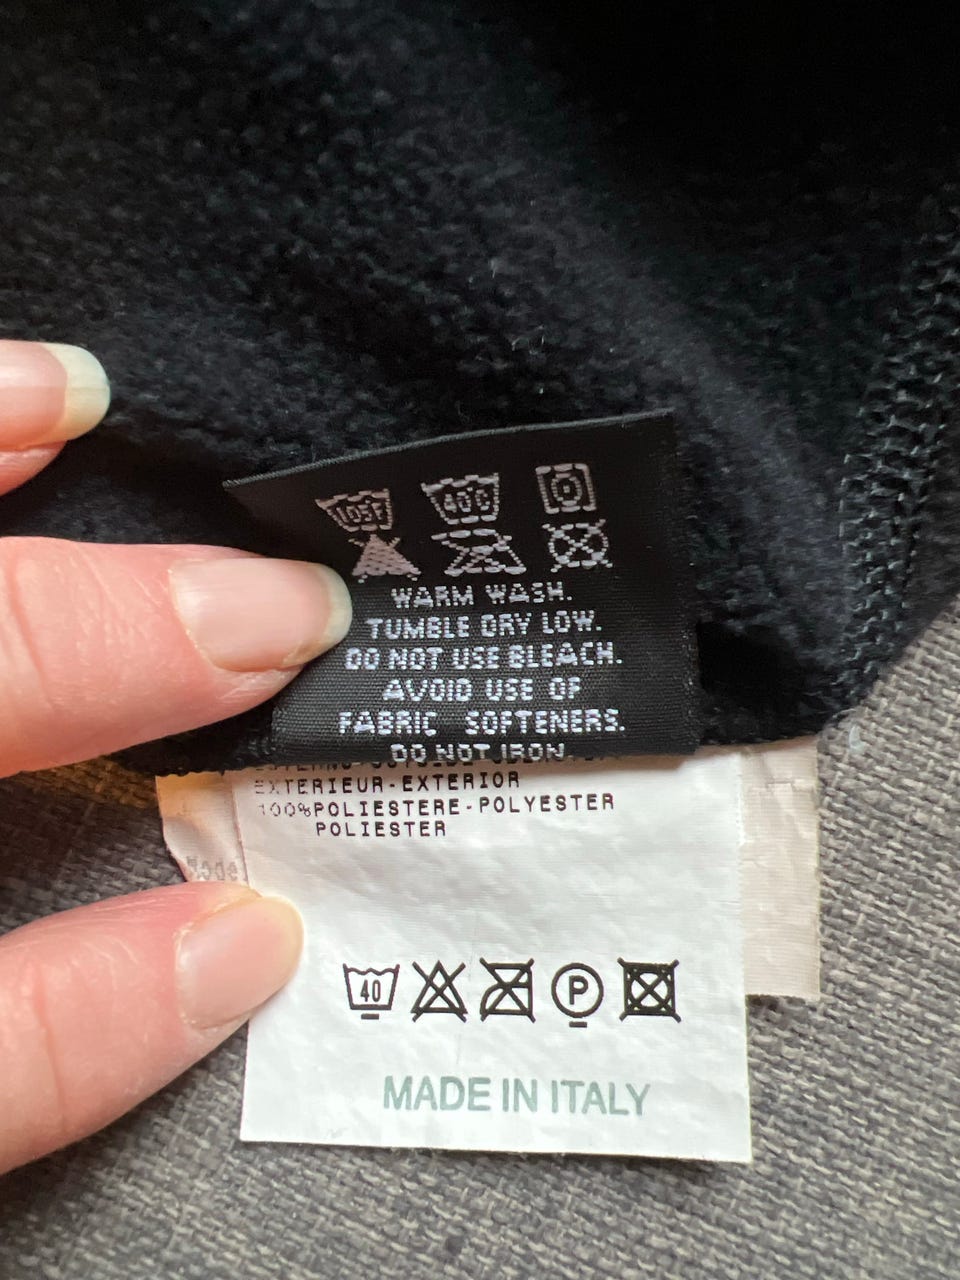 105F 40°C
WARM WASH.
TUMBLE DRY LOW.
DO NOT USE BLEACH.
AVOID USE OF
FABRIC SOFTENERS.
DO NOT IRON.
EXTERIEUR-EXTERIOR
100%POLIESTERE-POLYESTER
POLIESTER
40 P
MADE IN ITALY